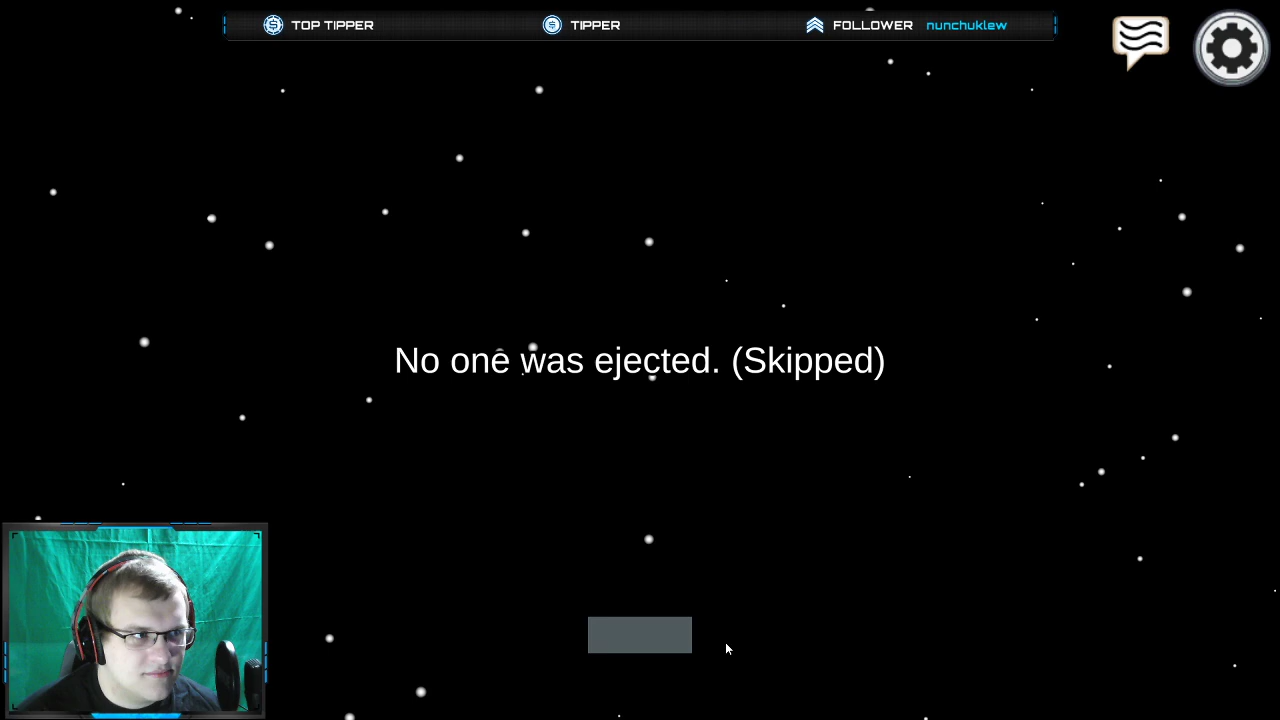 TOP TIPPER
TIPPER
FOLLOWER nunchuklew
No one was ejected. (Skipped)